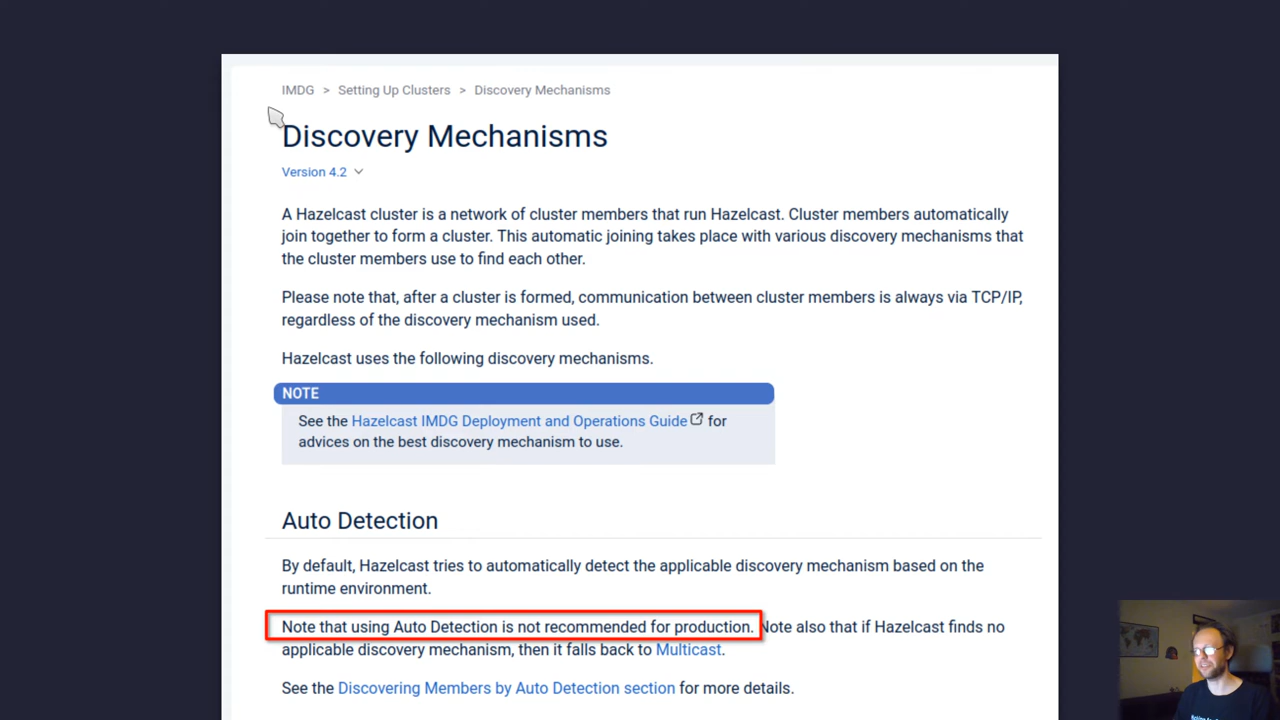 IMDG > Setting Up Clusters > Discovery Mechanisms
Discovery Mechanisms
Version 4.2
A Hazelcast cluster is a network of cluster members that run Hazelcast. Cluster members automatically
join together to form a cluster. This automatic joining takes place with various discovery mechanisms that
the cluster members use to find each other.
Please note that, after a cluster is formed, communication between cluster members is always via TCP/IP,
regardless of the discovery mechanism used.
Hazelcast uses the following discovery mechanisms.
NOTE
See the Hazelcast IMDG Deployment and Operations Guide for
advices on the best discovery mechanism to use.
Auto Detection
By default, Hazelcast tries to automatically detect the applicable discovery mechanism based on the
runtime environment.
Note that using Auto Detection is not recommended for production. Note also that if Hazelcast finds no
applicable discovery mechanism, then it falls back to Multicast.
See the Discovering Members by Auto Detection section for more details.